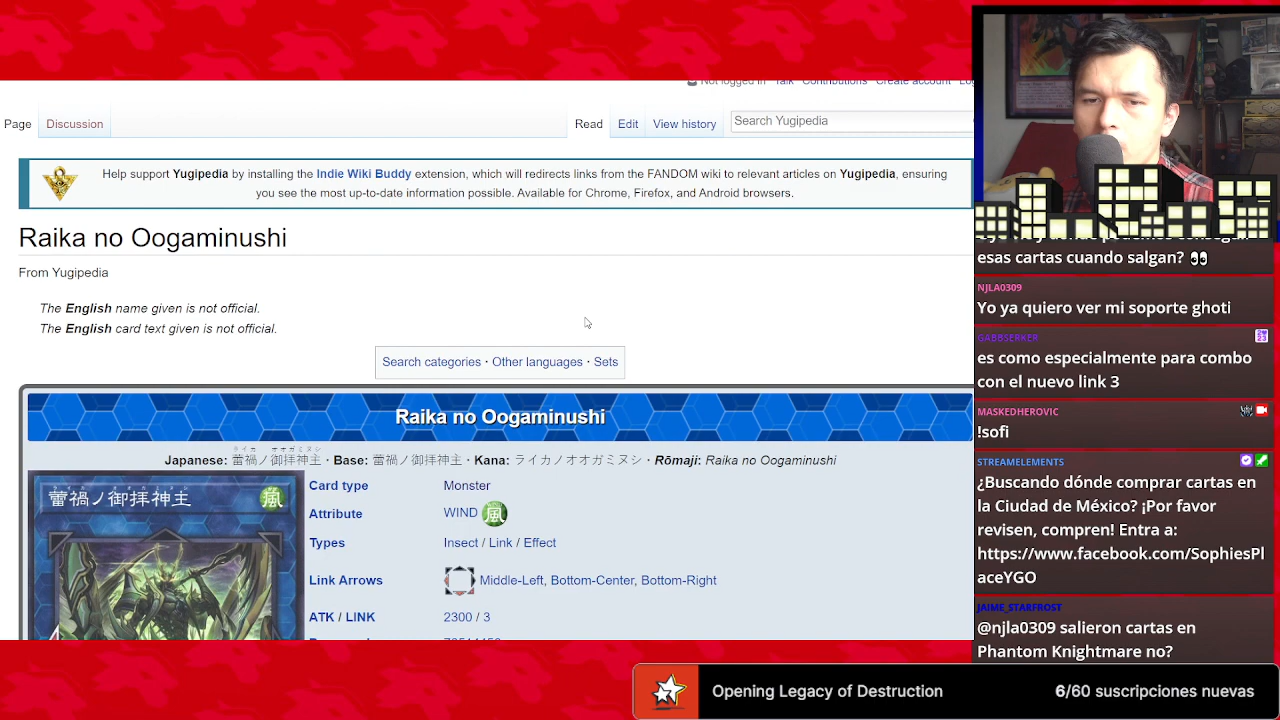 Not logged in Talk Contributions Create account
Page Discussion Read Edit View history Search Yugipedia
Help support Yugipedia by installing the Indie Wiki Buddy extension, which will redirects links from the FANDOM wiki to relevant articles on Yugipedia, ensuring
you see the most up-to-date information possible. Available for Chrome, Firefox, and Android browsers.
Raika no Oogaminushi
From Yugipedia
The English name given is not official.
The English card text given is not official.
Search categories · Other languages · Sets
Raika no Oogaminushi
Japanese: 蕾禍ノ御拝神主 · Base: 蕾禍ノ御拝神主 · Kana: ライカノオオガミヌシ · Rōmaji: Raika no Oogaminushi
蕾禍ノ御拝神主 風
Card type Monster
Attribute WIND 風
Types Insect / Link / Effect
Link Arrows Middle-Left, Bottom-Center, Bottom-Right
ATK / LINK 2300 / 3
esas cartas cuando salgan? 👀
NJLA0309
Yo ya quiero ver mi soporte ghoti
GABBSERKER
es como especialmente para combo
con el nuevo link 3
MASKEDHEROVIC
!sofi
STREAMELEMENTS
¿Buscando dónde comprar cartas en
la Ciudad de México? ¡Por favor
revisen, compren! Entra a:
https://www.facebook.com/SophiesPl
aceYGO
JAIME_STARFROST
@njla0309 salieron cartas en
Phantom Knightmare no?
Opening Legacy of Destruction 6/60 suscripciones nuevas